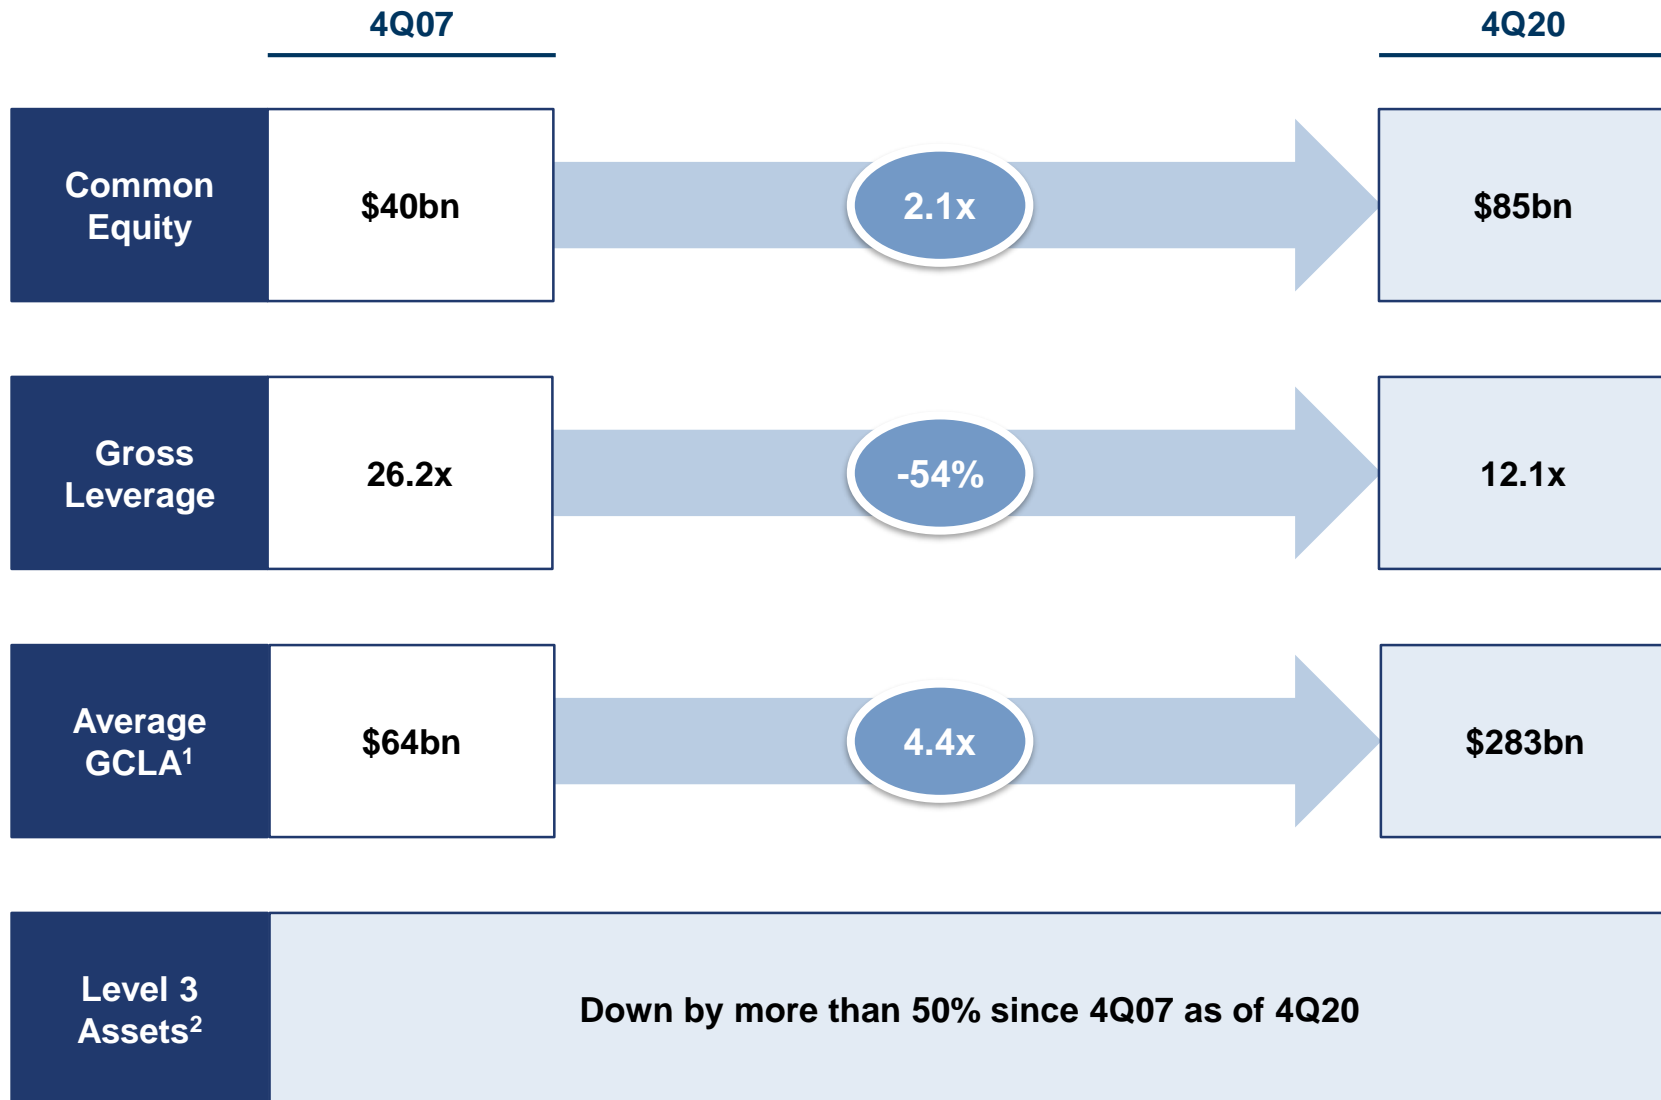 4Q07
4Q20
Common
Equity
$40bn
2.1x
$85bn
Gross
Leverage
26.2x
-54%
12.1x
Average
GCLA¹
$64bn
4.4x
$283bn
Level 3
Assets²
Down by more than 50% since 4Q07 as of 4Q20